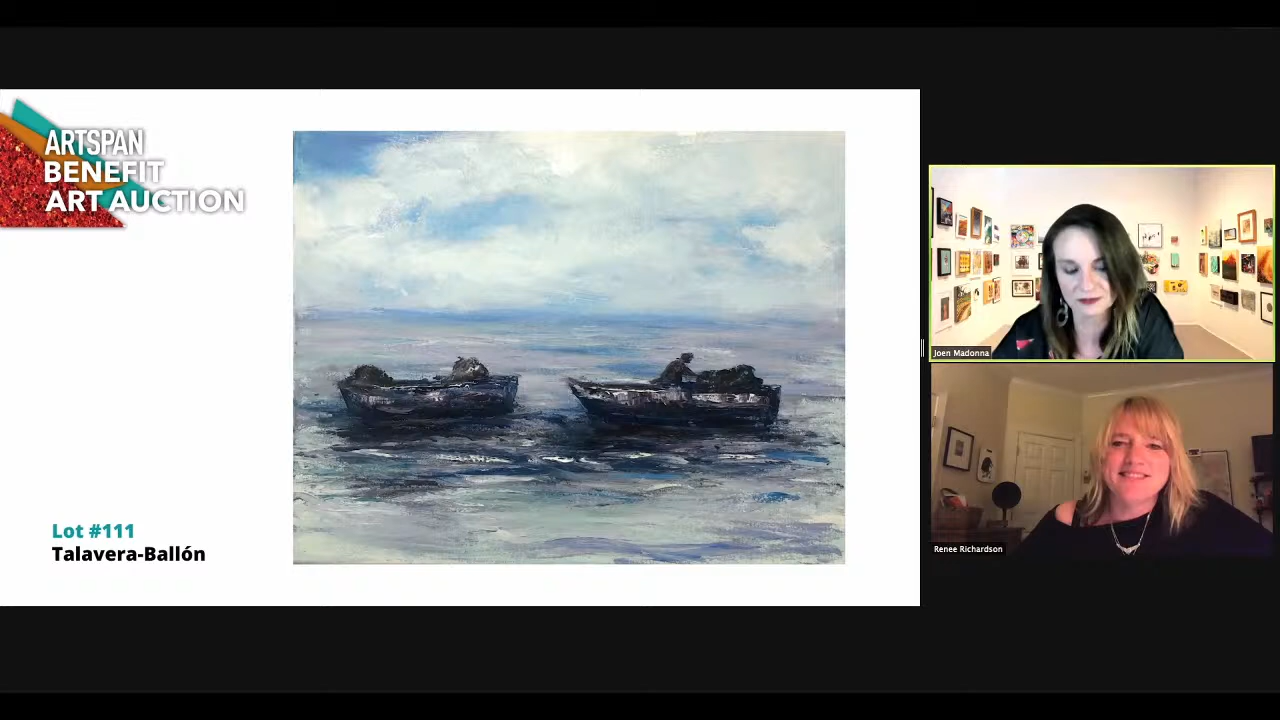 ARTSPAN
BENEFIT
ART AUCTION
Lot #111
Talavera-Ballón
Joen Madonna
Renee Richardson